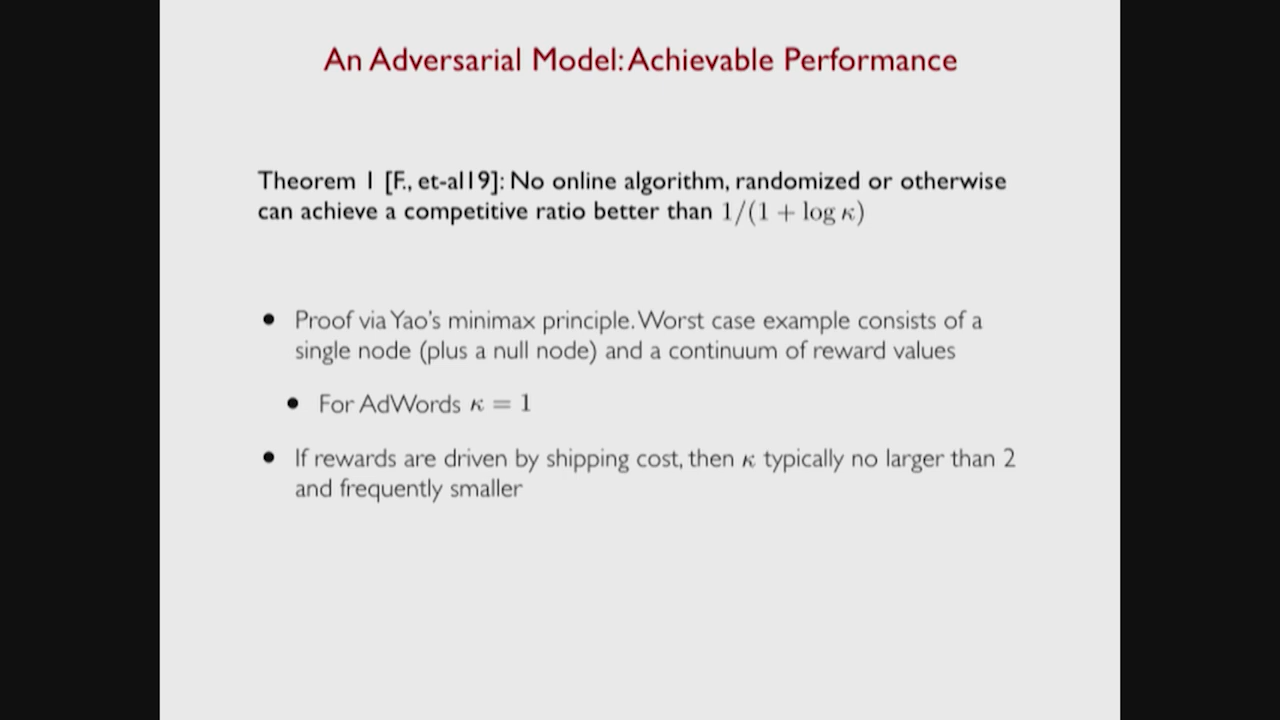 An Adversarial Model: Achievable Performance
Theorem 1 [F., et-al19]: No online algorithm, randomized or otherwise
can achieve a competitive ratio better than 1/(1 + log κ)
• Proof via Yao's minimax principle. Worst case example consists of a
single node (plus a null node) and a continuum of reward values
• For AdWords κ = 1
• If rewards are driven by shipping cost, then κ typically no larger than 2
and frequently smaller